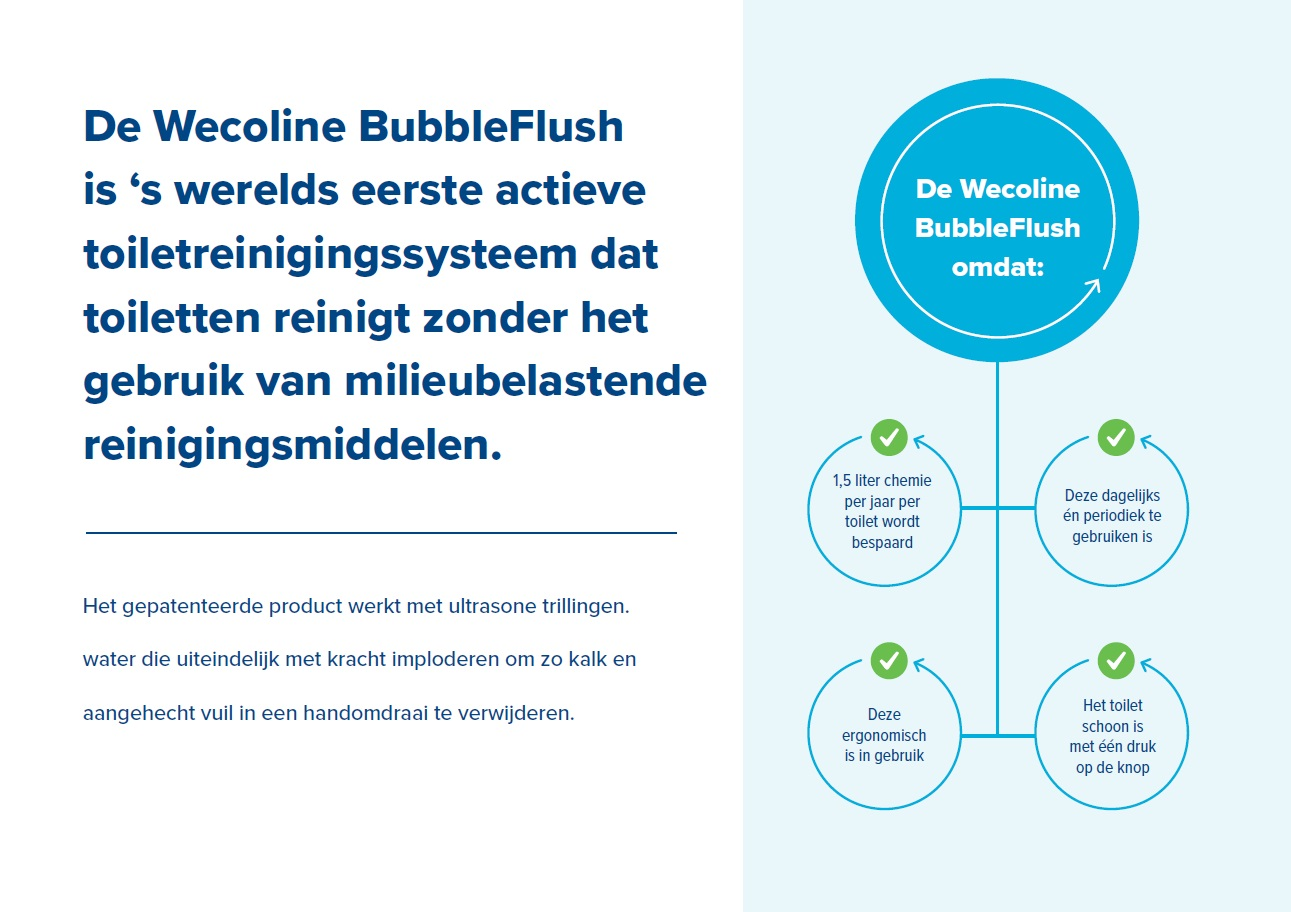 De Wecoline BubbleFlush
is ‘s werelds eerste actieve
toiletreinigingssysteem dat
toiletten reinigt zonder het
gebruik van milieubelastende
reinigingsmiddelen.
Het gepatenteerde product werkt met ultrasone trillingen.
water die uiteindelijk met kracht imploderen om zo kalk en
aangehecht vuil in een handomdraai te verwijderen.
De Wecoline
BubbleFlush
omdat:
1,5 liter chemie
per jaar per
toilet wordt
bespaard
Deze dagelijks
én periodiek te
gebruiken is
Deze
ergonomisch
is in gebruik
Het toilet
schoon is
met één druk
op de knop